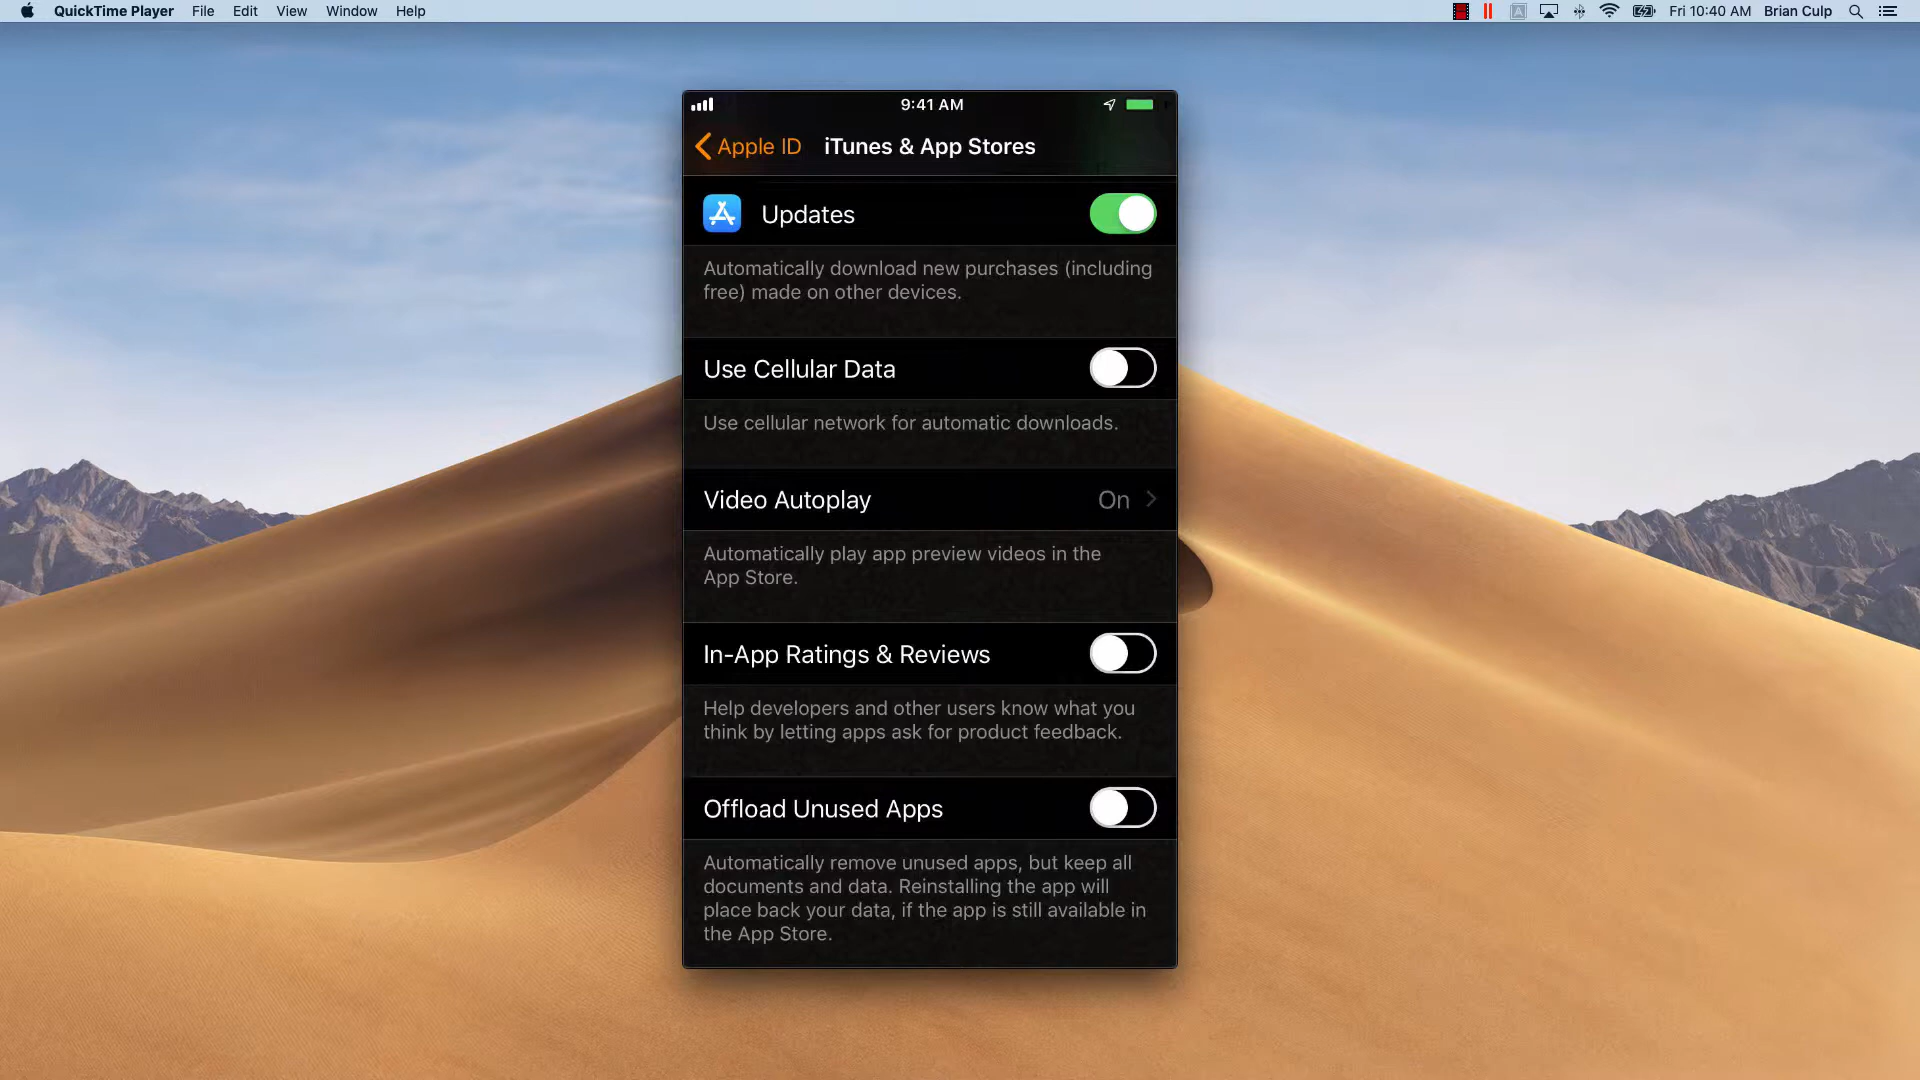 QuickTime Player File Edit View Window Help Fri 10:40 AM Brian Culp
9:41 AM
Apple ID iTunes & App Stores
Updates
Automatically download new purchases (including
free) made on other devices.
Use Cellular Data
Use cellular network for automatic downloads.
Video Autoplay On
Automatically play app preview videos in the
App Store.
In-App Ratings & Reviews
Help developers and other users know what you
think by letting apps ask for product feedback.
Offload Unused Apps
Automatically remove unused apps, but keep all
documents and data. Reinstalling the app will
place back your data, if the app is still available in
the App Store.